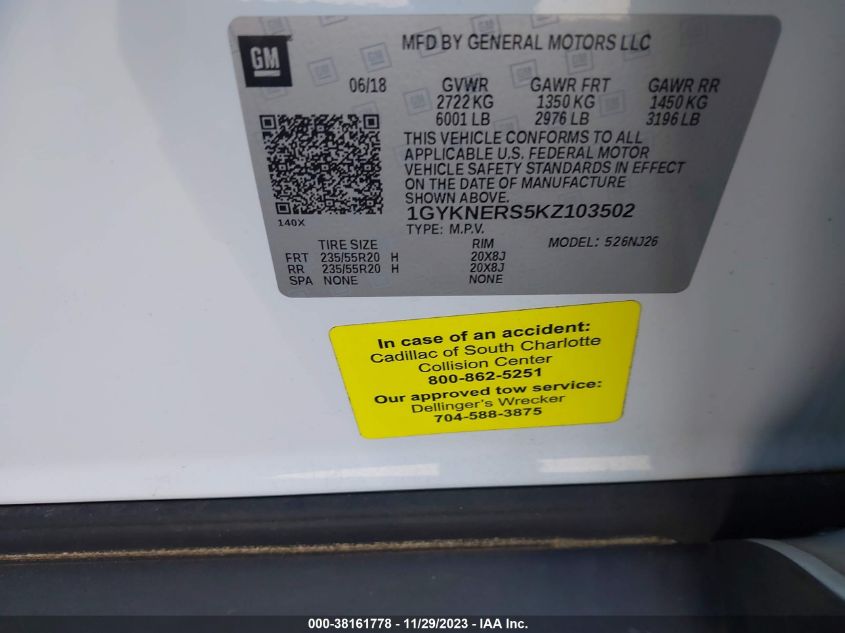 GM
MFD BY GENERAL MOTORS LLC
06/18 GVWR GAWR FRT GAWR RR
2722 KG 1350 KG 1450 KG
6001 LB 2976 LB 3196 LB
THIS VEHICLE CONFORMS TO ALL
APPLICABLE U.S. FEDERAL MOTOR
VEHICLE SAFETY STANDARDS IN EFFECT
ON THE DATE OF MANUFACTURE
SHOWN ABOVE.
140X
1GYKNERS5KZ103502
TYPE: M.P.V. MODEL: 526NJ26
TIRE SIZE RIM
FRT 235/55R20 H 20X8J
RR 235/55R20 H 20X8J
SPA NONE NONE
In case of an accident:
Cadillac of South Charlotte
Collision Center
800-862-5251
Our approved tow service:
Dellinger's Wrecker
704-588-3875
000-38161778 - 11/29/2023 - IAA Inc.